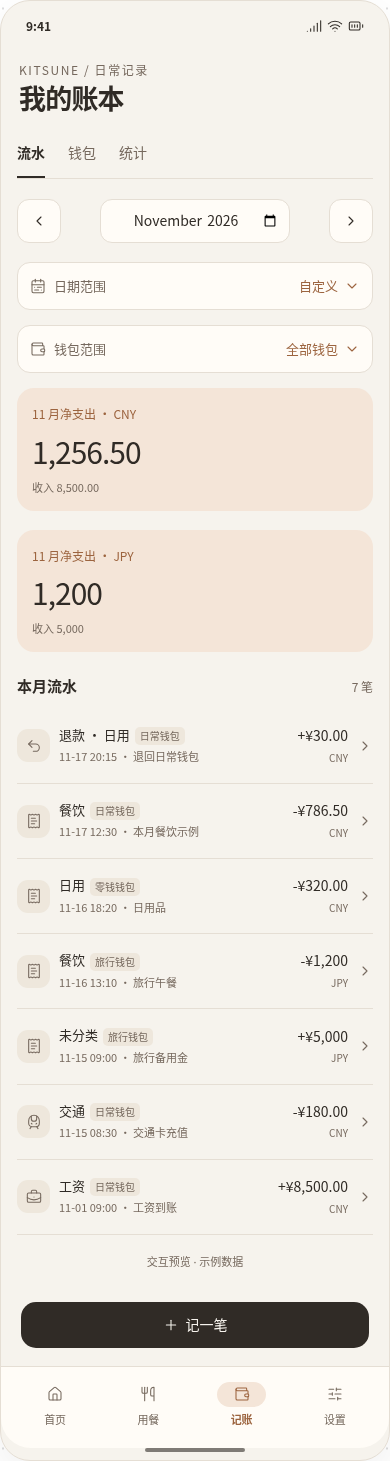 9:41
KITSUNE / 日常记录
我的账本
流水 钱包 统计
November 2026
日期范围 自定义
钱包范围 全部钱包
11 月净支出 · CNY
1,256.50
收入 8,500.00
11 月净支出 · JPY
1,200
收入 5,000
本月流水 7 笔
退款 · 日用 日常钱包 +¥30.00
11-17 20:15 · 退回日常钱包 CNY
餐饮 日常钱包 -¥786.50
11-17 12:30 · 本月餐饮示例 CNY
日用 零钱钱包 -¥320.00
11-16 18:20 · 日用品 CNY
餐饮 旅行钱包 -¥1,200
11-16 13:10 · 旅行午餐 JPY
未分类 旅行钱包 +¥5,000
11-15 09:00 · 旅行备用金 JPY
交通 日常钱包 -¥180.00
11-15 08:30 · 交通卡充值 CNY
工资 日常钱包 +¥8,500.00
11-01 09:00 · 工资到账 CNY
交互预览 · 示例数据
+ 记一笔
首页 用餐 记账 设置